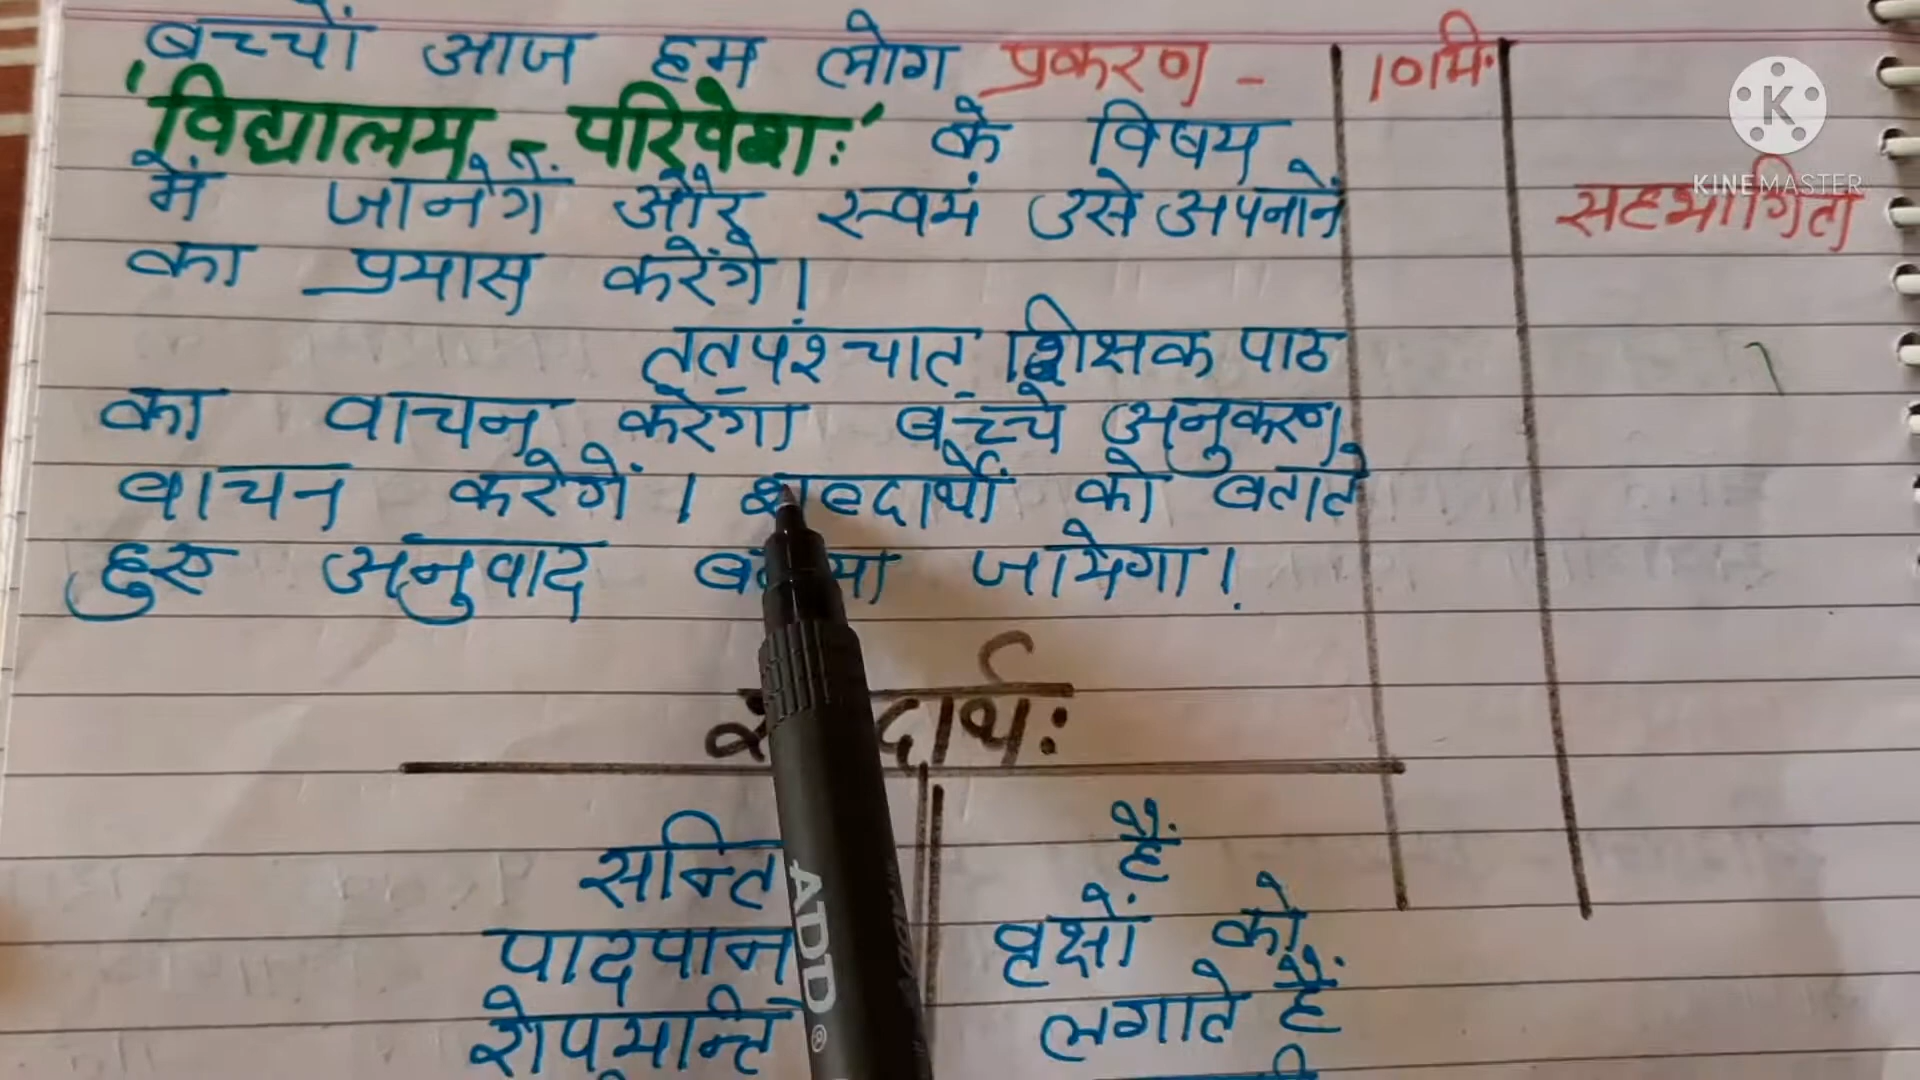 बच्चों आज हम लोग प्रकरण - 10मि.
'विद्यालय - परिवेशः' के विषय
में जानेगें और स्वयं उसे अपनाने सहभागिता
का प्रयास करेंगे।
तत्पश्चात् शिक्षक पाठ
का वाचन करेगा बच्चे अनुकरण
वाचन करेगें। शब्दार्थों को बताते
हुए अनुवाद जायेगा।
सन्ति हैं
पादपान् वृक्षों को
रोपयन्ति लगाते हैं
K
KINEMASTER
ADD